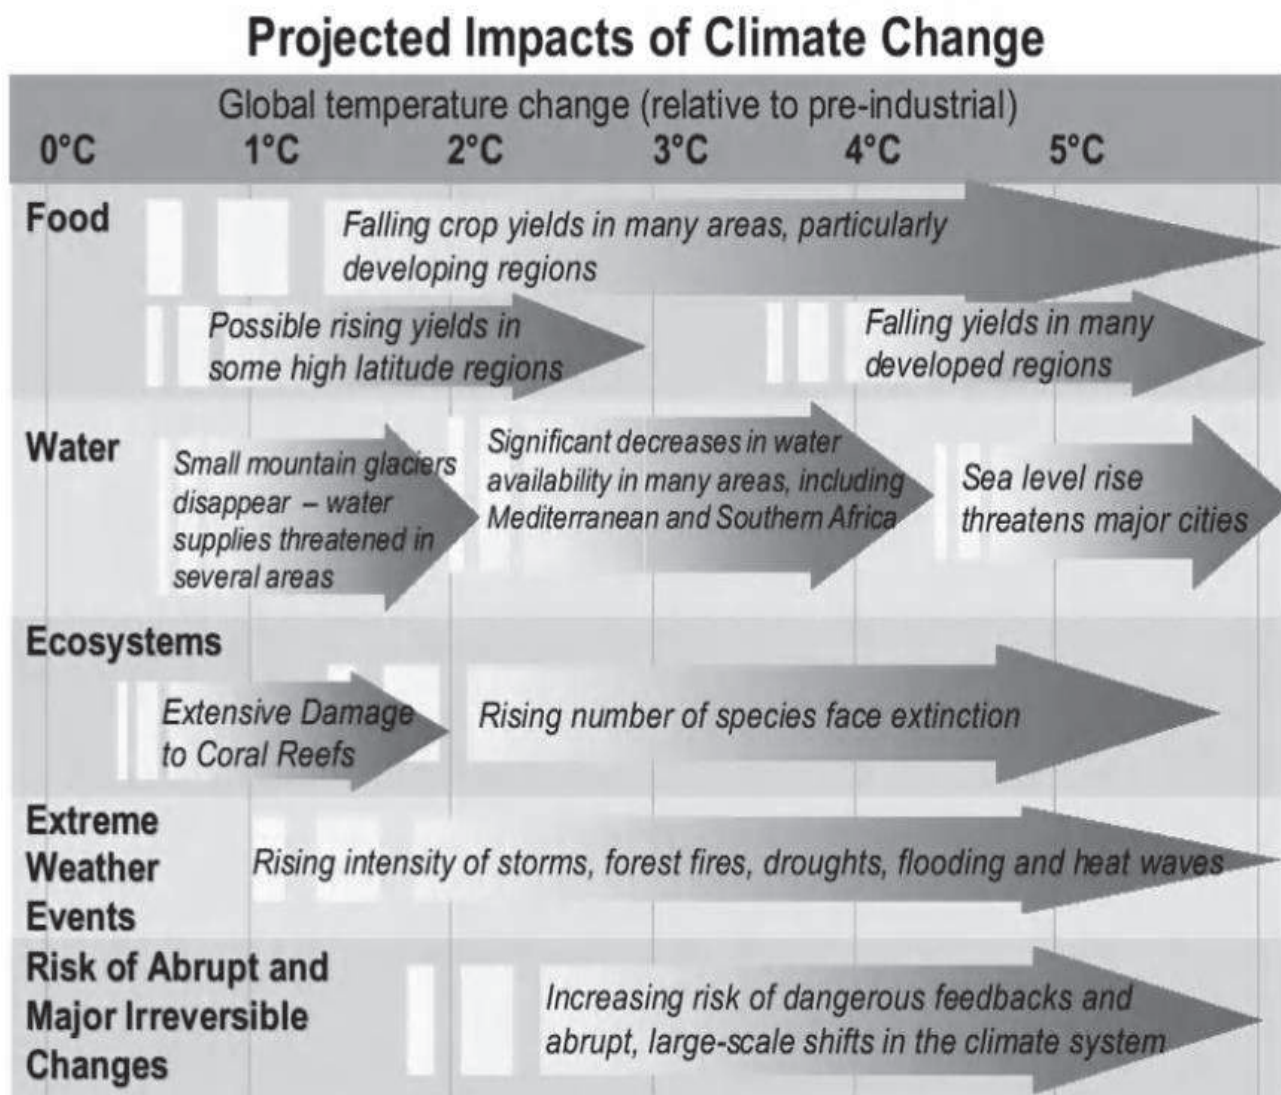 Projected Impacts of Climate Change
Global temperature change (relative to pre-industrial)
0°C 1°C 2°C 3°C 4°C 5°C
Food
Falling crop yields in many areas, particularly
developing regions
Possible rising yields in
some high latitude regions
Falling yields in many
developed regions
Water
Small mountain glaciers
disappear – water
supplies threatened in
several areas
Significant decreases in water
availability in many areas, including
Mediterranean and Southern Africa
Sea level rise
threatens major cities
Ecosystems
Extensive Damage
to Coral Reefs
Rising number of species face extinction
Extreme
Weather
Events
Rising intensity of storms, forest fires, droughts, flooding and heat waves
Risk of Abrupt and
Major Irreversible
Changes
Increasing risk of dangerous feedbacks and
abrupt, large-scale shifts in the climate system